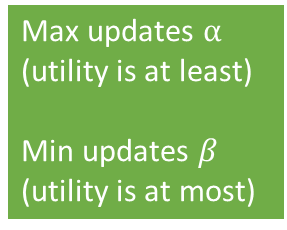 Max updates α
(utility is at least)
Min updates β
(utility is at most)